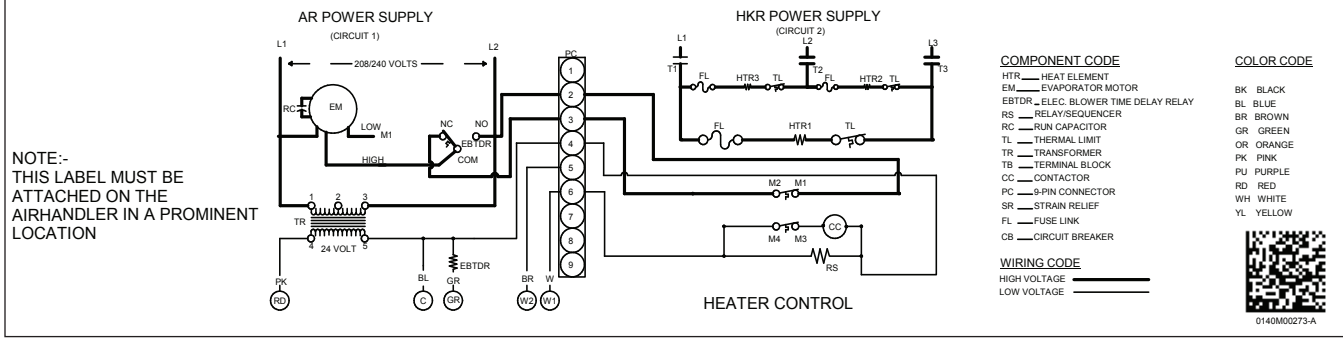 AR POWER SUPPLY
(CIRCUIT 1)
L1
L2
208/240 VOLTS
RC
EM
LOW
M1
HIGH
NC
NO
EBTDR
COM
1
2
3
TR
4
24 VOLT
5
PK
RD
BL
C
EBTDR
GR
GR
BR
W2
W
W1
NOTE:-
THIS LABEL MUST BE
ATTACHED ON THE
AIRHANDLER IN A PROMINENT
LOCATION
PC
1
2
3
4
5
6
7
8
9
HKR POWER SUPPLY
(CIRCUIT 2)
L1
L2
L3
T1
T2
T3
FL
HTR3
TL
FL
HTR2
TL
FL
HTR1
TL
M2
M1
M4
M3
CC
RS
HEATER CONTROL
COMPONENT CODE
HTR HEAT ELEMENT
EM EVAPORATOR MOTOR
EBTDR ELEC. BLOWER TIME DELAY RELAY
RS RELAY/SEQUENCER
RC RUN CAPACITOR
TL THERMAL LIMIT
TR TRANSFORMER
TB TERMINAL BLOCK
CC CONTACTOR
PC 9-PIN CONNECTOR
SR STRAIN RELIEF
FL FUSE LINK
CB CIRCUIT BREAKER
WIRING CODE
HIGH VOLTAGE
LOW VOLTAGE
COLOR CODE
BK BLACK
BL BLUE
BR BROWN
GR GREEN
OR ORANGE
PK PINK
PU PURPLE
RD RED
WH WHITE
YL YELLOW
0140M00273-A